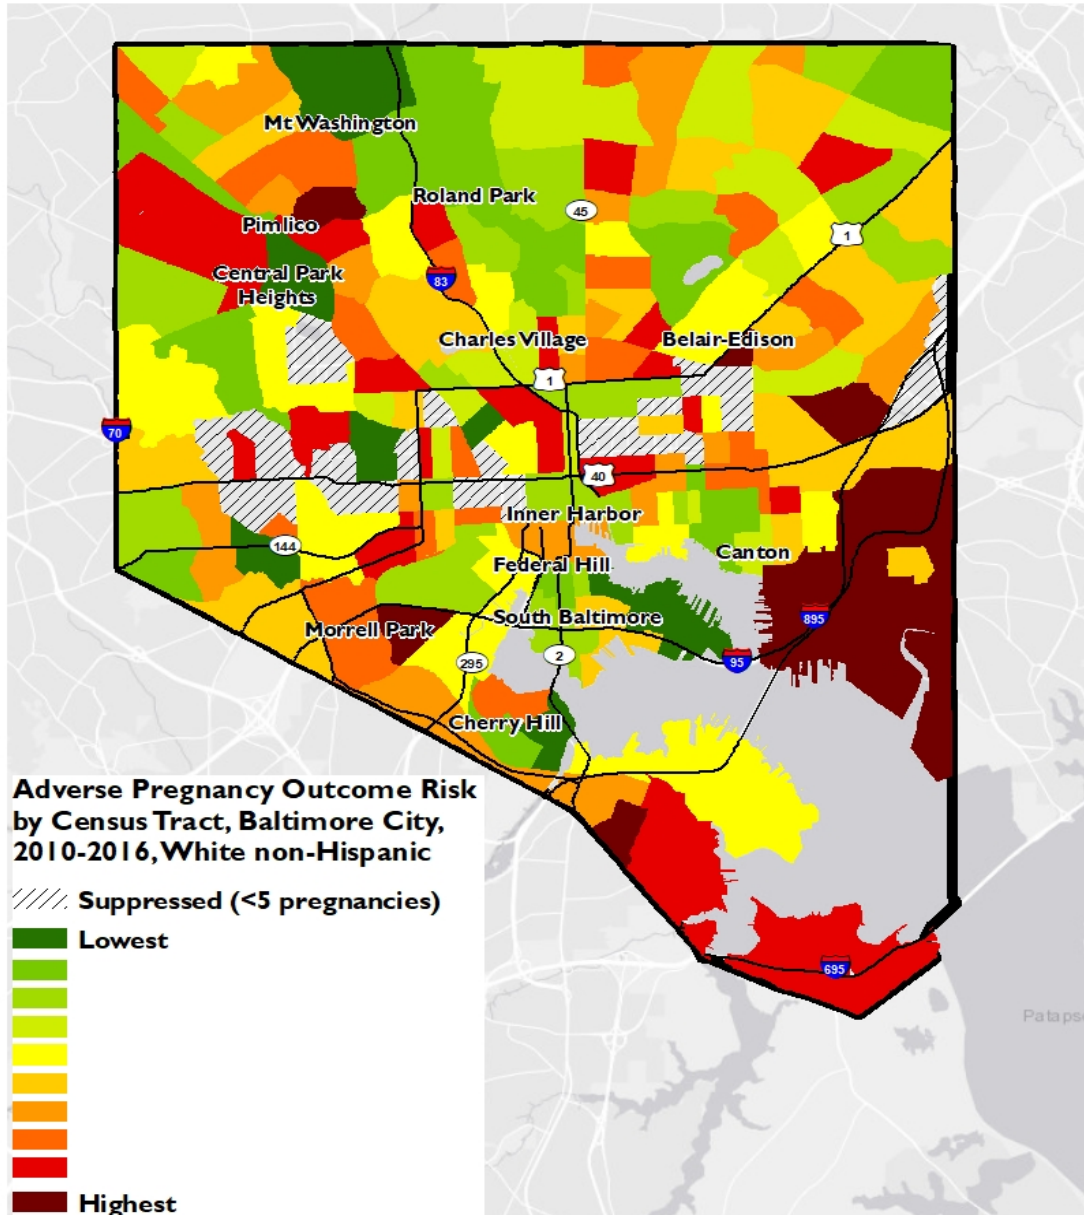 Mt Washington
Roland Park
45
Pimlico
1
Central Park
Heights
83
Charles Village
Belair-Edison
1
70
40
Inner Harbor
144
Canton
Federal Hill
South Baltimore
895
Morrell Park
295
2
95
Cherry Hill
Adverse Pregnancy Outcome Risk
by Census Tract, Baltimore City,
2010-2016, White non-Hispanic
Suppressed (<5 pregnancies)
Lowest
695
Highest